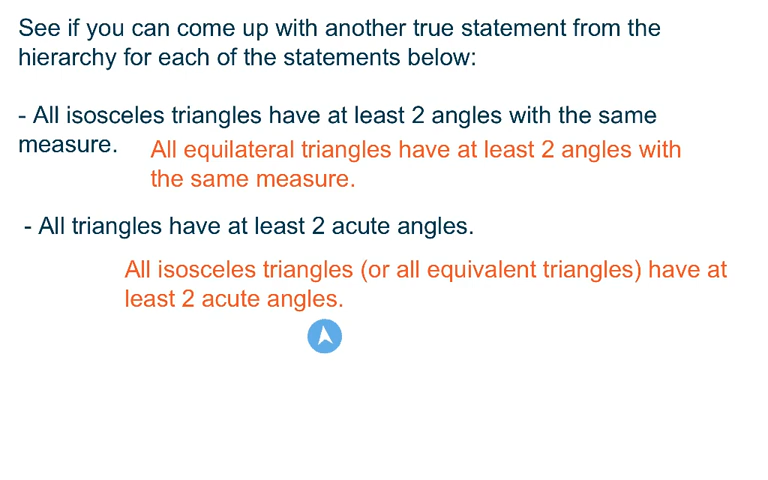 See if you can come up with another true statement from the
hierarchy for each of the statements below:
- All isosceles triangles have at least 2 angles with the same
measure. All equilateral triangles have at least 2 angles with
the same measure.
- All triangles have at least 2 acute angles.
All isosceles triangles (or all equivalent triangles) have at
least 2 acute angles.